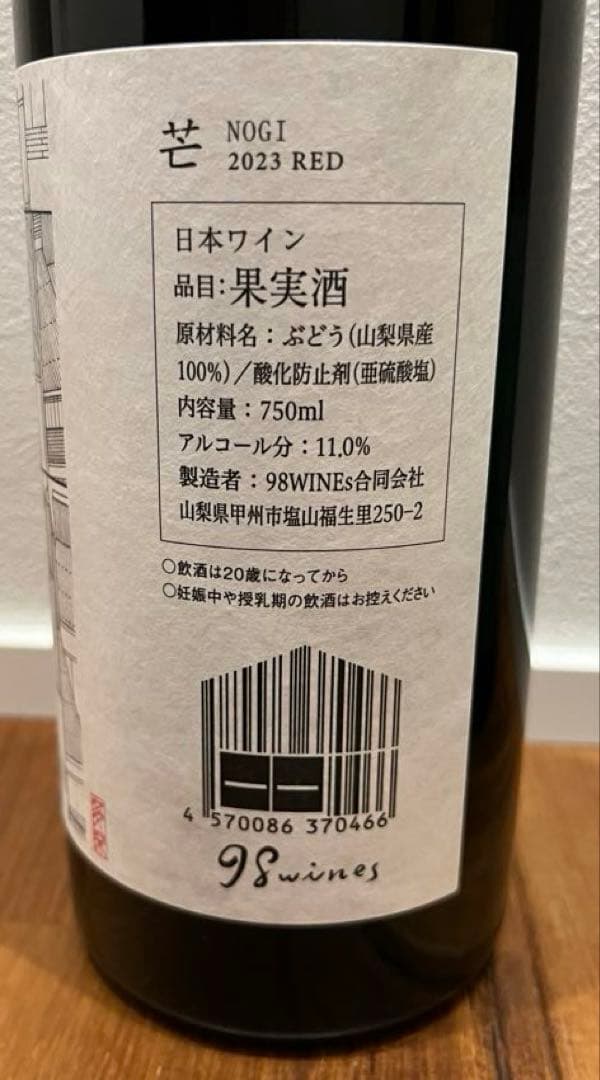 芒 NOGI
2023 RED
日本ワイン
品目：果実酒
原材料名：ぶどう（山梨県産
100%）／酸化防止剤（亜硫酸塩）
内容量：750ml
アルコール分：11.0%
製造者：98WINEs合同会社
山梨県甲州市塩山福生里250-2
○飲酒は20歳になってから
○妊娠中や授乳期の飲酒はお控えください
4 570086 370466
98wines